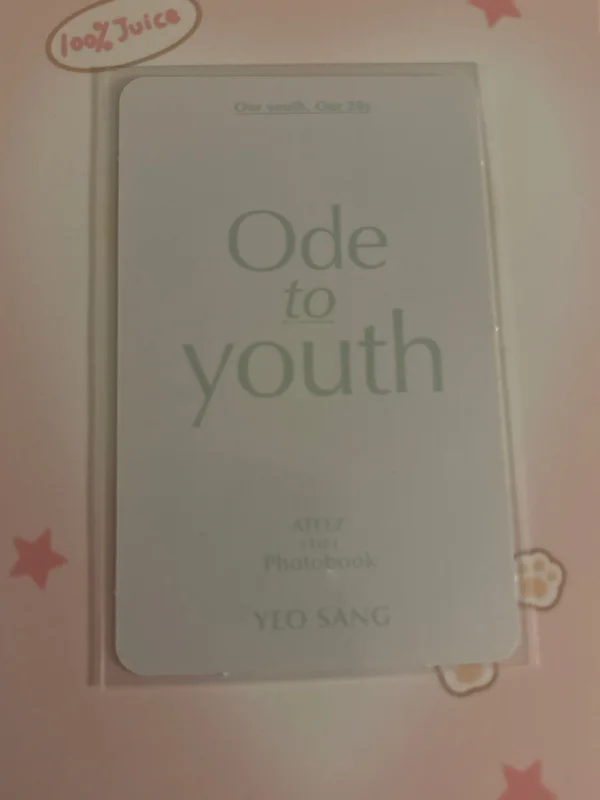 100% Juice
Our youth, Our 20s
Ode
to
youth
ATEEZ
Photobook
YEO SANG